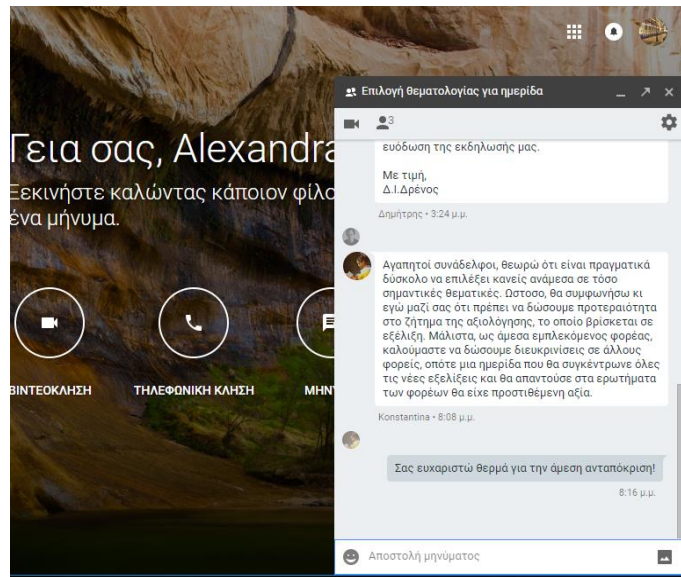 Επιλογή θεματολογίας για ημερίδα
3
Γεια σας, Alexandra
Ξεκινήστε καλώντας κάποιον φίλο
ένα μήνυμα.
ΒΙΝΤΕΟΚΛΗΣΗ
ΤΗΛΕΦΩΝΙΚΗ ΚΛΗΣΗ
ευόδωση της εκδηλωσής μας.
Με τιμή,
Δ.Ι.Δρένος
Δημήτρης • 3:24 μ.μ.
Αγαπητοί συνάδελφοι, θεωρώ ότι είναι πραγματικά
δύσκολο να επιλέξει κανείς ανάμεσα σε τόσο
σημαντικές θεματικές. Ωστοσο, θα συμφωνήσω κι
εγώ μαζί σας ότι πρέπει να δώσουμε προτεραιότητα
στο ζήτημα της αξιολόγησης, το οποίο βρίσκεται σε
εξέλιξη. Μάλιστα, ως άμεσα εμπλεκόμενος φορέας,
καλούμαστε να δώσουμε διευκρινίσεις σε άλλους
φορείς, οπότε μια ημερίδα που θα συγκέντρωνε όλες
τις νέες εξελίξεις και θα απαντούσε στα ερωτήματα
των φορέων θα είχε προστιθέμενη αξία.
Konstantina • 8:08 μ.μ.
Σας ευχαριστώ θερμά για την άμεση ανταπόκριση!
8:16 μ.μ.
Αποστολή μηνύματος